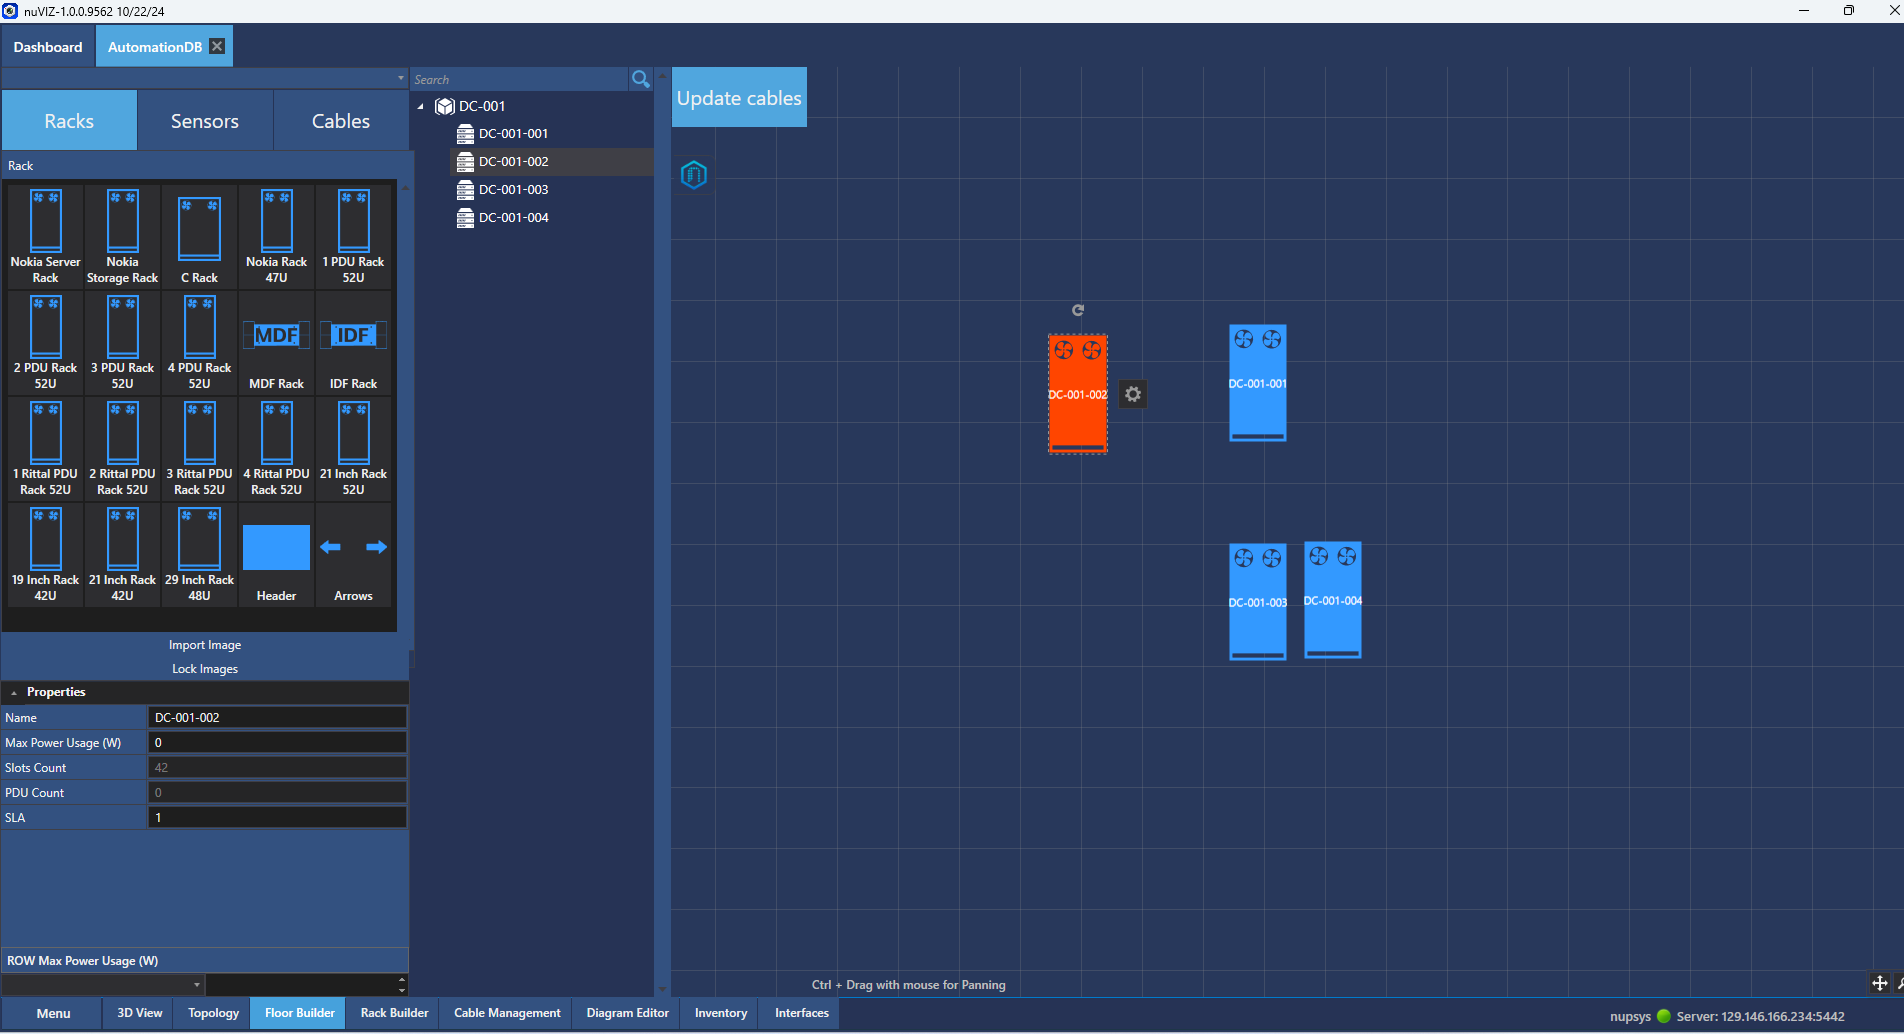 nuVIZ-1.0.0.9562 10/22/24
Dashboard
AutomationDB
Search
Racks
Sensors
Cables
Rack
Nokia Server Rack
Nokia Storage Rack
C Rack
Nokia Rack 47U
1 PDU Rack 52U
2 PDU Rack 52U
3 PDU Rack 52U
4 PDU Rack 52U
MDF
MDF Rack
IDF
IDF Rack
1 Rittal PDU Rack 52U
2 Rittal PDU Rack 52U
3 Rittal PDU Rack 52U
4 Rittal PDU Rack 52U
21 Inch Rack 52U
19 Inch Rack 42U
21 Inch Rack 42U
29 Inch Rack 48U
Header
Arrows
Import Image
Lock Images
Properties
Name DC-001-002
Max Power Usage (W) 0
Slots Count 42
PDU Count 0
SLA 1
ROW Max Power Usage (W)
DC-001
DC-001-001
DC-001-002
DC-001-003
DC-001-004
Update cables
DC-001-002
DC-001-001
DC-001-003
DC-001-004
Ctrl + Drag with mouse for Panning
Menu
3D View
Topology
Floor Builder
Rack Builder
Cable Management
Diagram Editor
Inventory
Interfaces
nupsys
Server: 129.146.166.234:5442